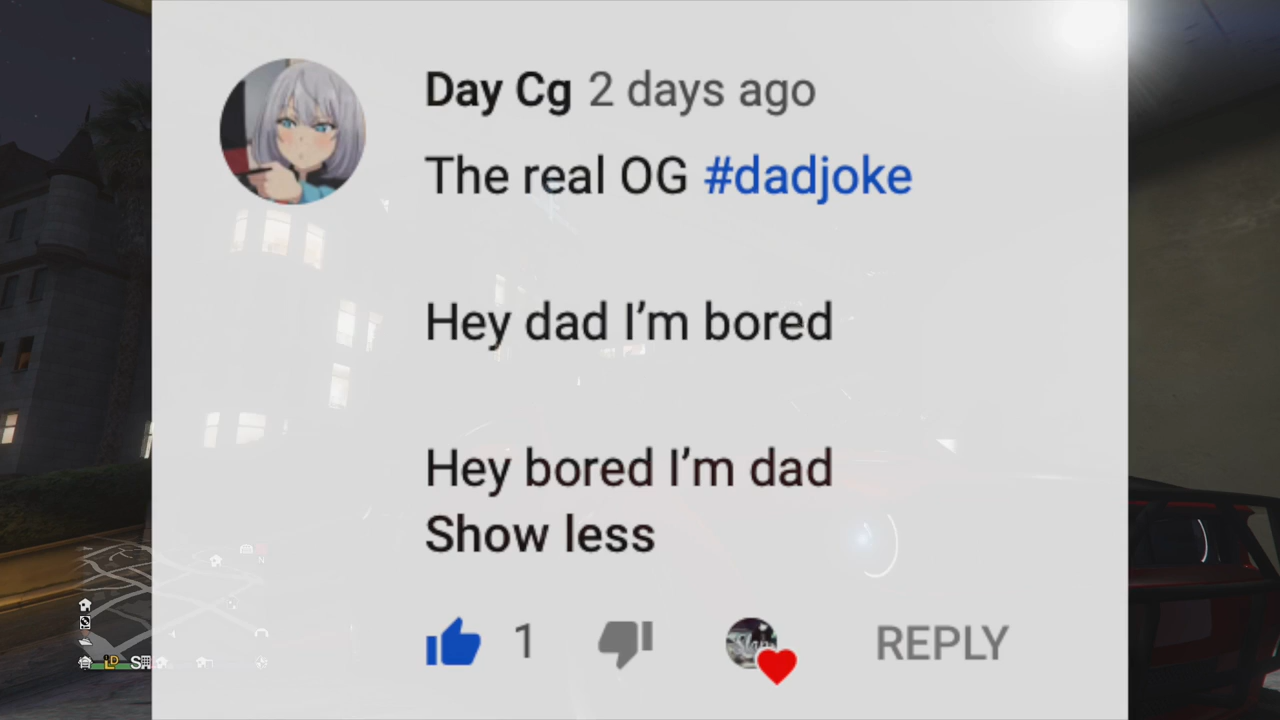 Day Cg 2 days ago
The real OG #dadjoke
Hey dad I’m bored
Hey bored I’m dad
Show less
1 REPLY